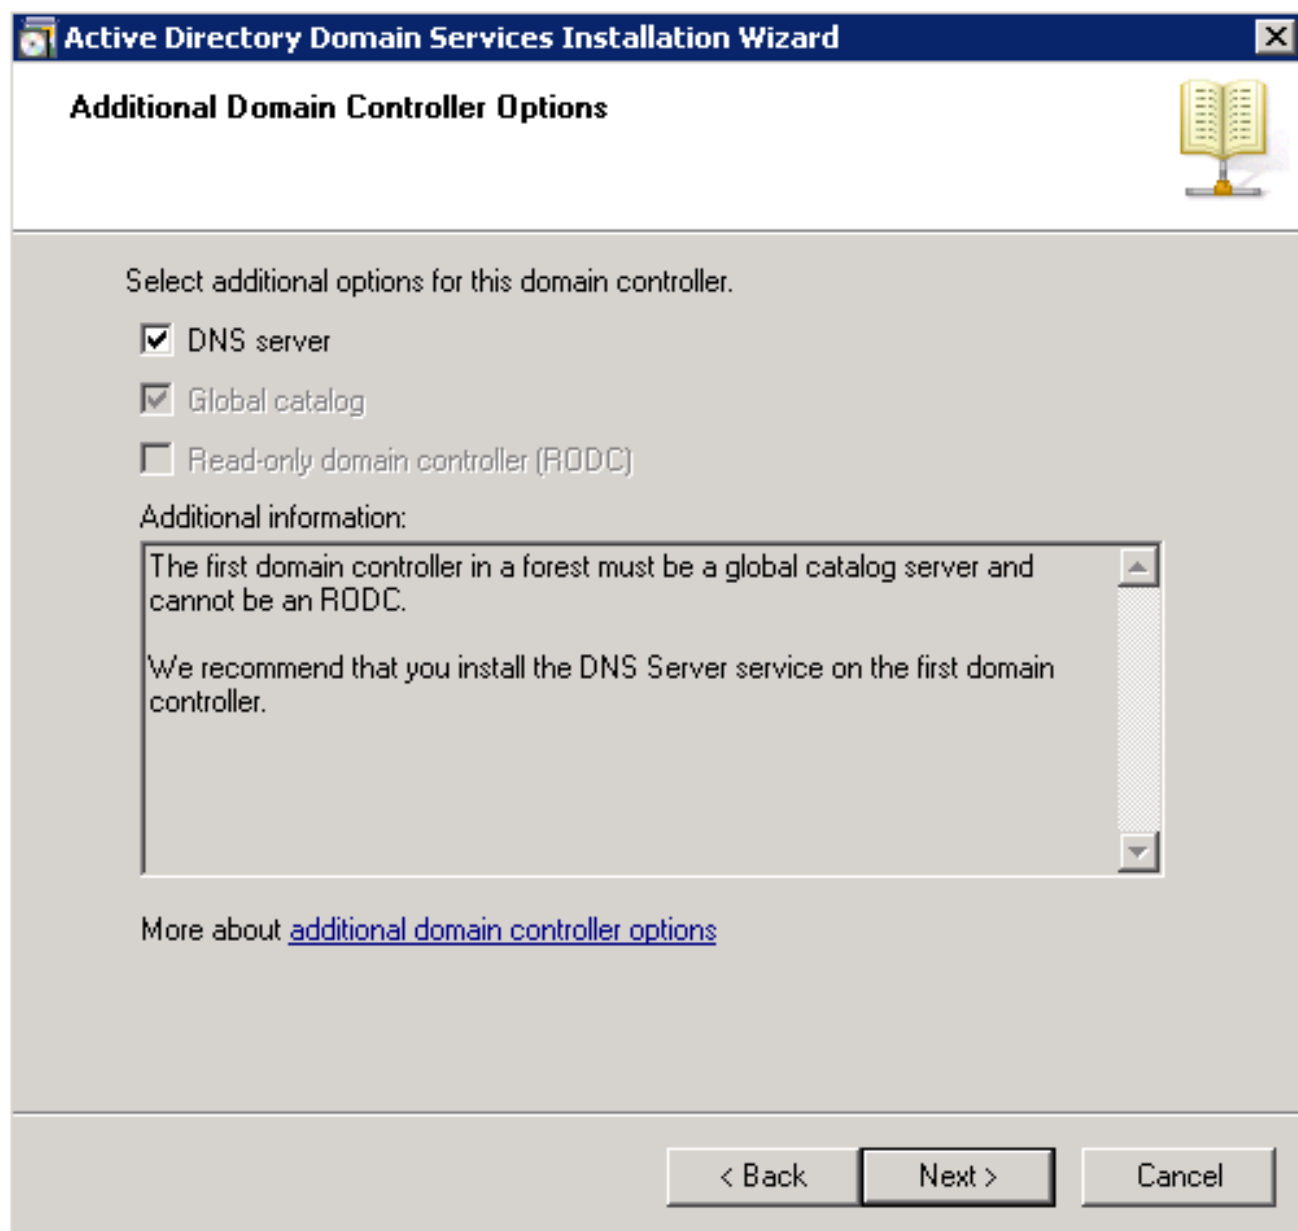 Active Directory Domain Services Installation Wizard
Additional Domain Controller Options
Select additional options for this domain controller.
DNS server
Global catalog
Read-only domain controller (RODC)
Additional information:
The first domain controller in a forest must be a global catalog server and
cannot be an RODC.
We recommend that you install the DNS Server service on the first domain
controller.
More about additional domain controller options
< Back
Next >
Cancel